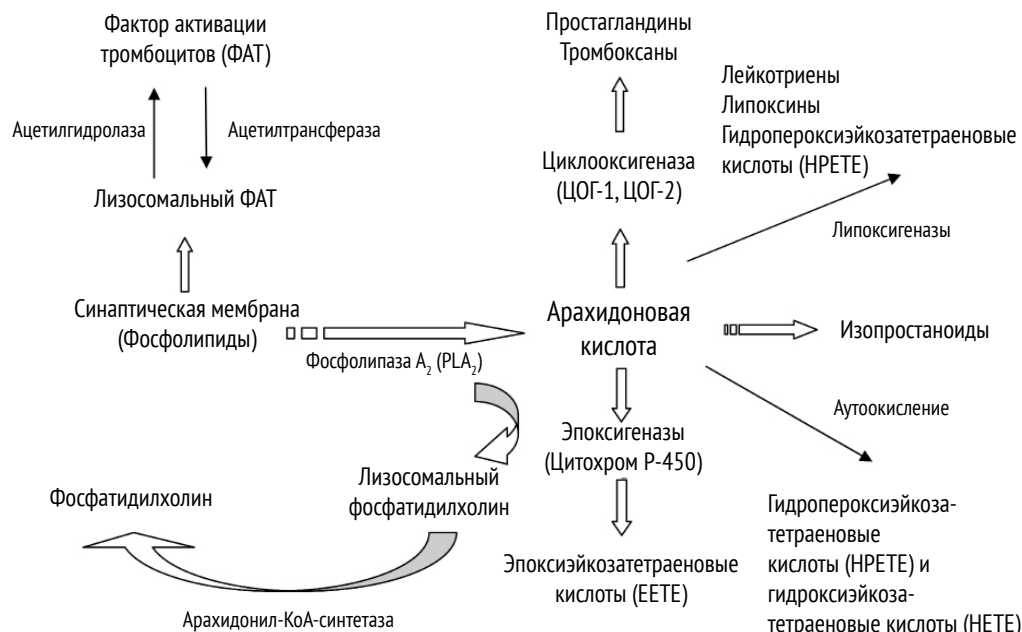 Фактор активации
тромбоцитов (ФАТ)
Ацетилгидролаза
Ацетилтрансфераза
Лизосомальный ФАТ
Синаптическая мембрана
(Фосфолипиды)
Фосфолипаза A₂ (PLA₂)
Простагландины
Тромбоксаны
Циклооксигеназа
(ЦОГ-1, ЦОГ-2)
Лейкотриены
Липоксины
Гидропероксиэйкозатетраеновые
кислоты (HPETE)
Липоксигеназы
Арахидоновая
кислота
Изопростаноиды
Аутоокисление
Эпоксигеназы
(Цитохром P-450)
Эпоксиэйкозатетраеновые
кислоты (EETE)
Гидропероксиэйкоза-
тетраеновые
кислоты (HPETE) и
гидроксиэйкоза-
тетраеновые кислоты (HETE)
Лизосомальный
фосфатидилхолин
Фосфатидилхолин
Арахидонил-КоА-синтетаза